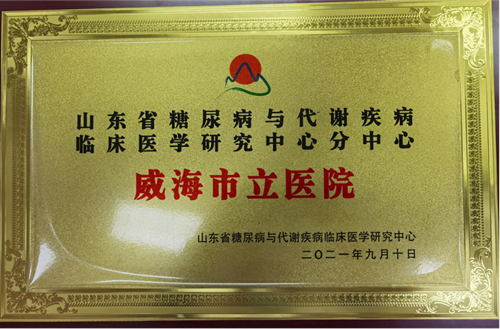 山东省糖尿病与代谢疾病
临床医学研究中心分中心
威海市立医院
山东省糖尿病与代谢疾病临床医学研究中心
二〇二一年九月十日